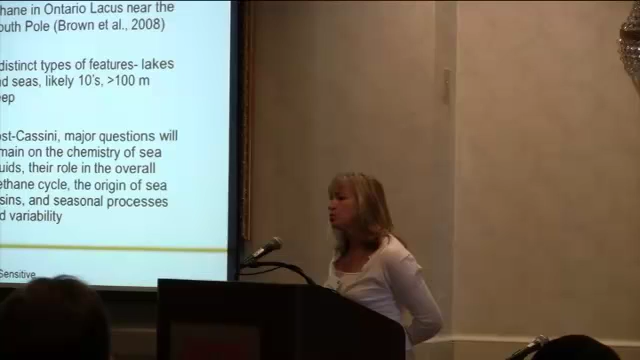 hane in Ontario Lacus near the
outh Pole (Brown et al., 2008)
distinct types of features- lakes
d seas, likely 10's, >100 m
eep
st-Cassini, major questions will
main on the chemistry of sea
uids, their role in the overall
ethane cycle, the origin of sea
sins, and seasonal processes
d variability
Sensitive